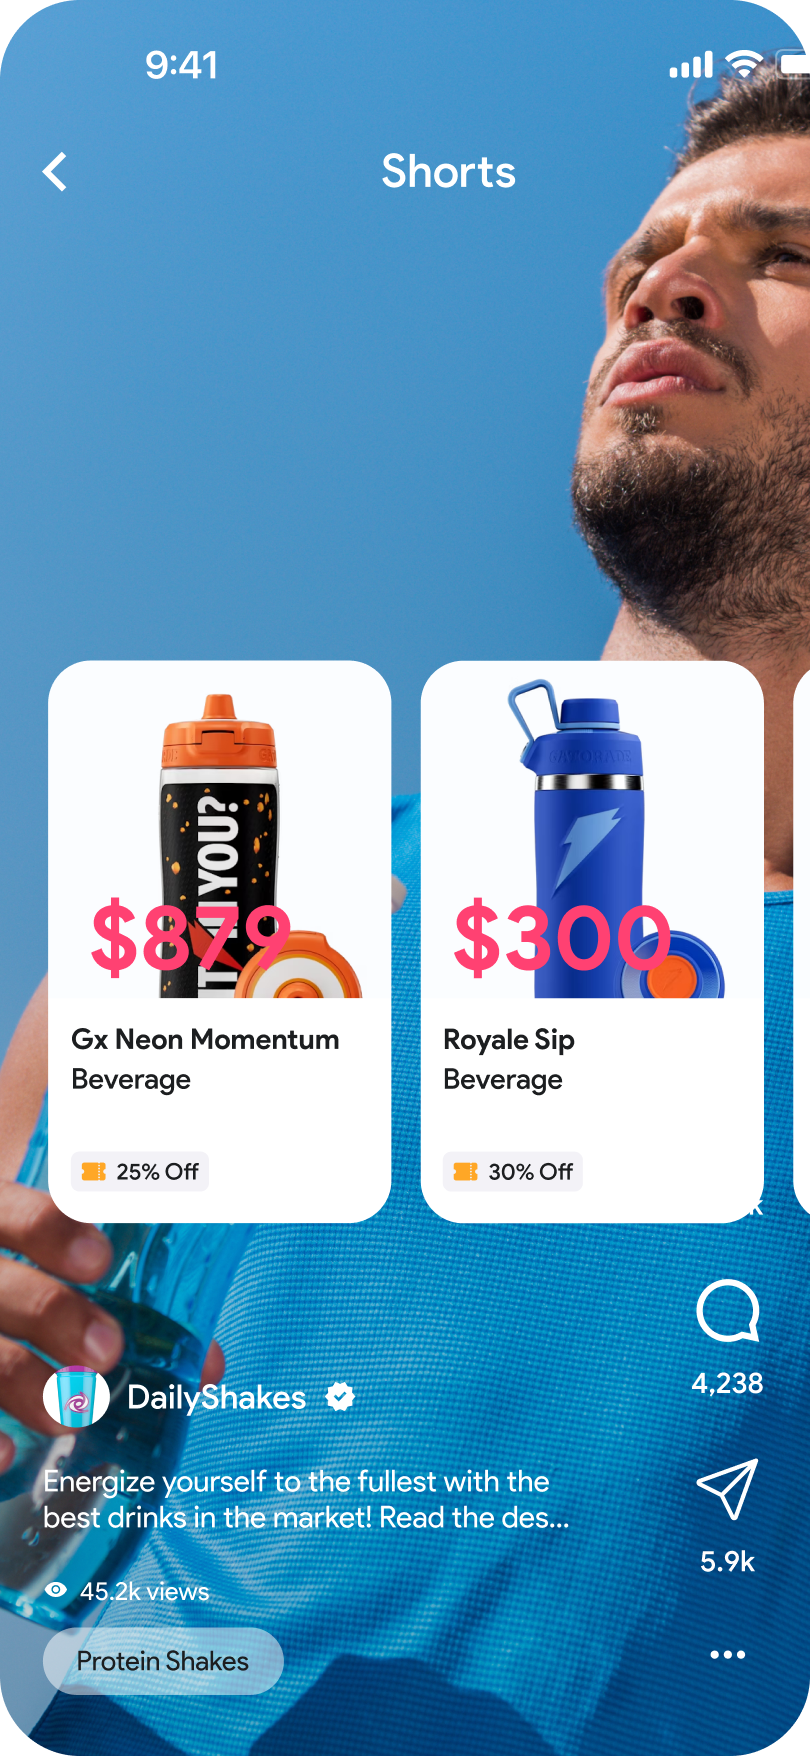 9:41
Shorts
GATORADE
YOU?
$879
$300
Gx Neon Momentum
Beverage
Royale Sip
Beverage
25% Off
30% Off
k
4,238
DailyShakes
Energize yourself to the fullest with the
best drinks in the market! Read the des...
5.9k
45.2k views
Protein Shakes